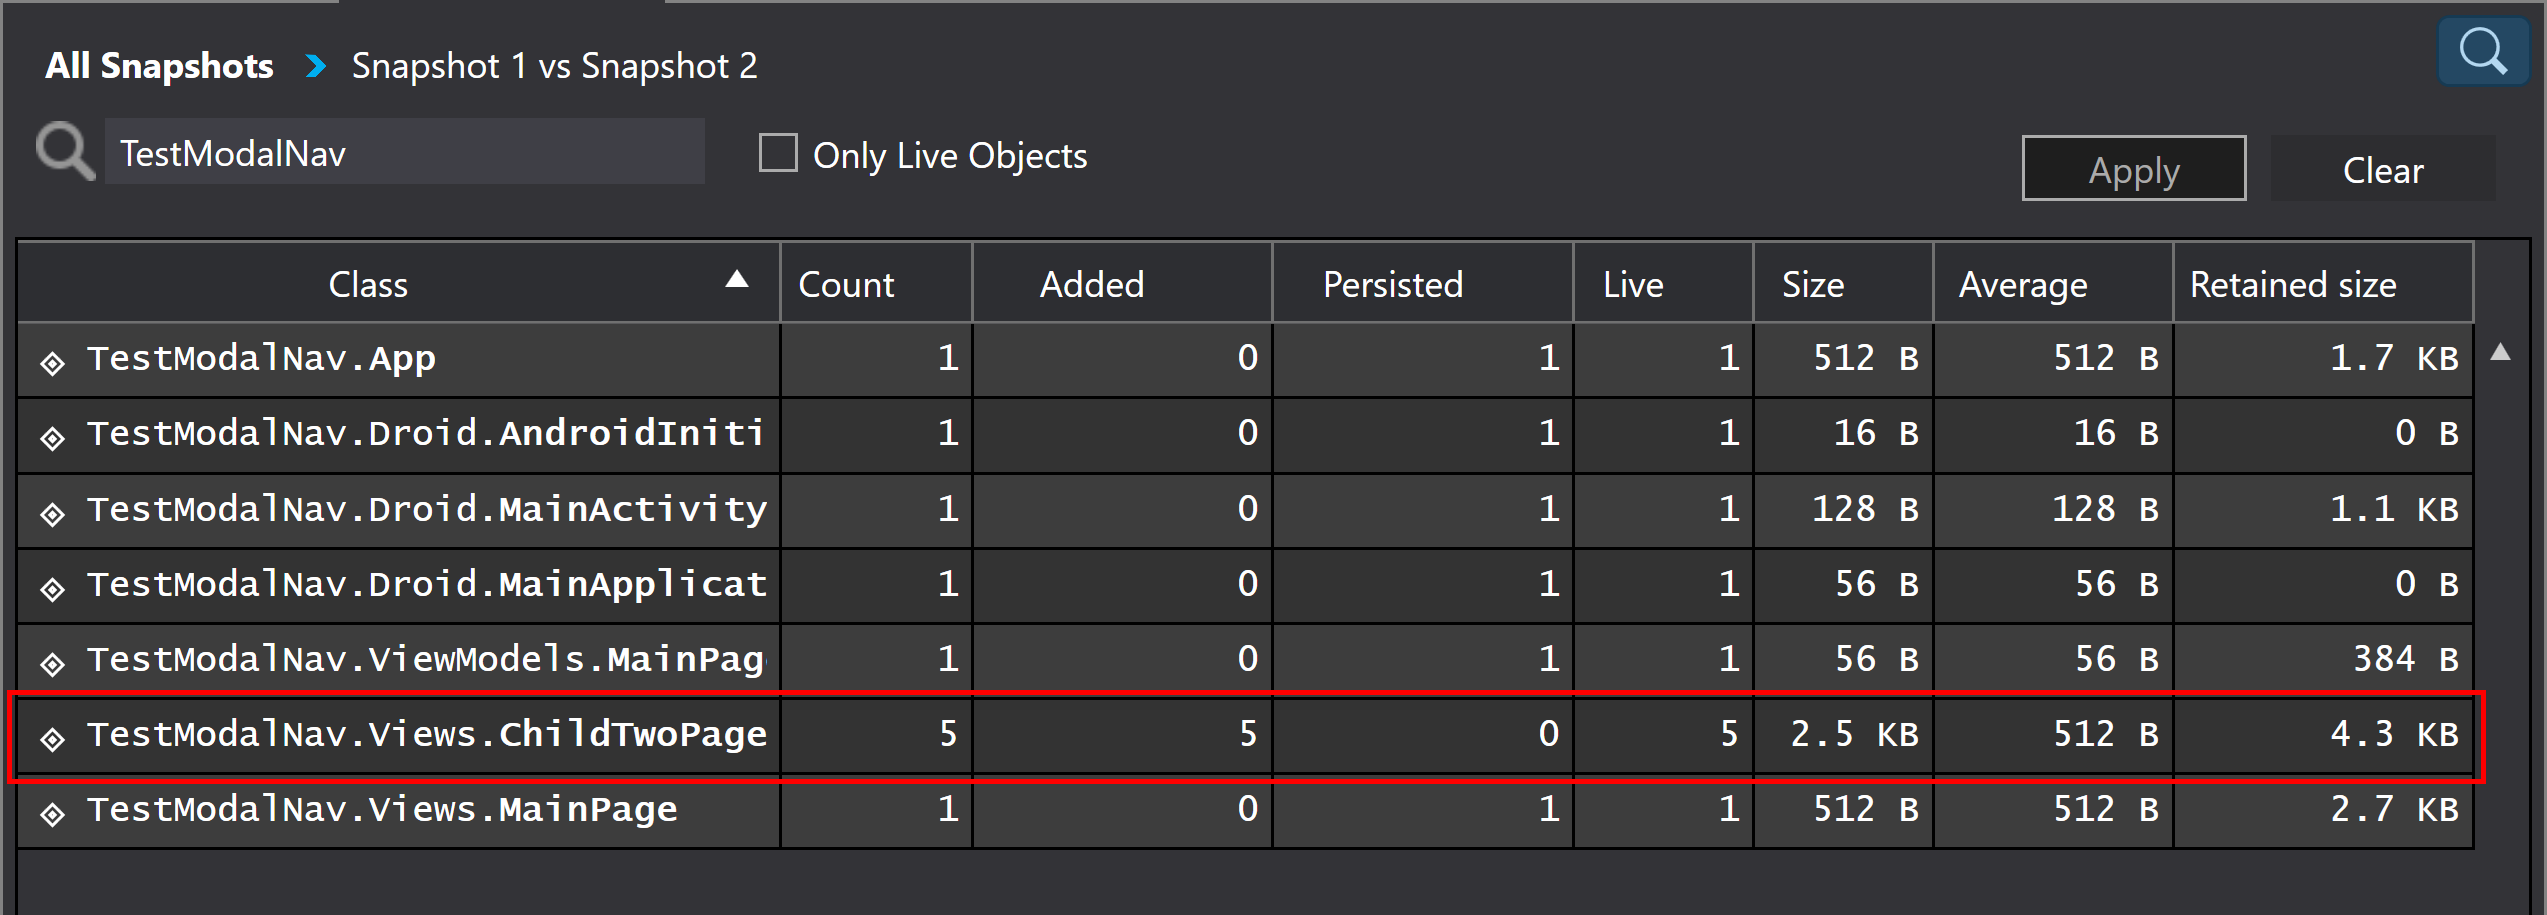 All Snapshots Snapshot 1 vs Snapshot 2
TestModalNav Only Live Objects Apply Clear
Class Count Added Persisted Live Size Average Retained size
TestModalNav.App 1 0 1 1 512 B 512 B 1.7 KB
TestModalNav.Droid.AndroidIniti 1 0 1 1 16 B 16 B 0 B
TestModalNav.Droid.MainActivity 1 0 1 1 128 B 128 B 1.1 KB
TestModalNav.Droid.MainApplicat 1 0 1 1 56 B 56 B 0 B
TestModalNav.ViewModels.MainPag 1 0 1 1 56 B 56 B 384 B
TestModalNav.Views.ChildTwoPage 5 5 0 5 2.5 KB 512 B 4.3 KB
TestModalNav.Views.MainPage 1 0 1 1 512 B 512 B 2.7 KB